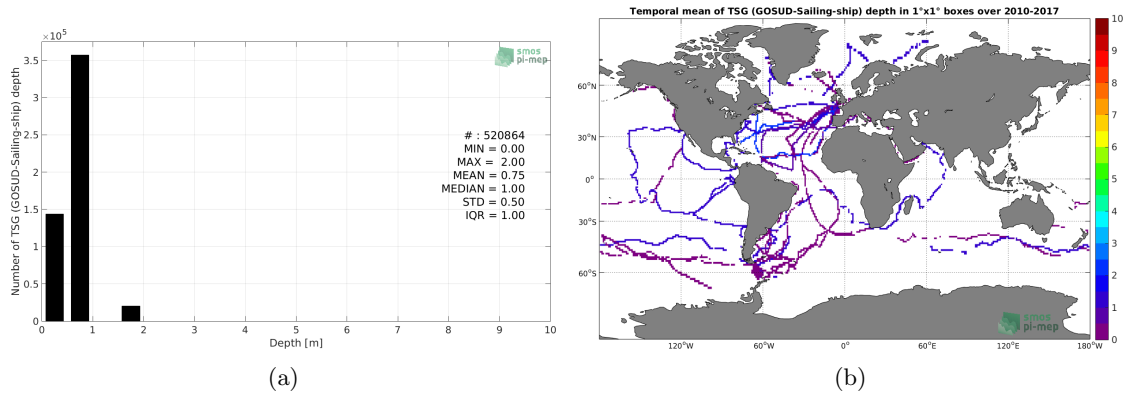 ×10⁵
smos
pi-mep
3.5
3
2.5
2
1.5
1
0.5
0
Number of TSG (GOSUD-Sailing-ship) depth
# : 520864
MIN = 0.00
MAX = 2.00
MEAN = 0.75
MEDIAN = 1.00
STD = 0.50
IQR = 1.00
0 1 2 3 4 5 6 7 8 9 10
Depth [m]
(a)
Temporal mean of TSG (GOSUD-Sailing-ship) depth in 1°x1° boxes over 2010-2017
60°N
30°N
0°
30°S
60°S
120°W 60°W 0° 60°E 120°E 180°W
smos
pi-mep
10
9
8
7
6
5
4
3
2
1
0
(b)